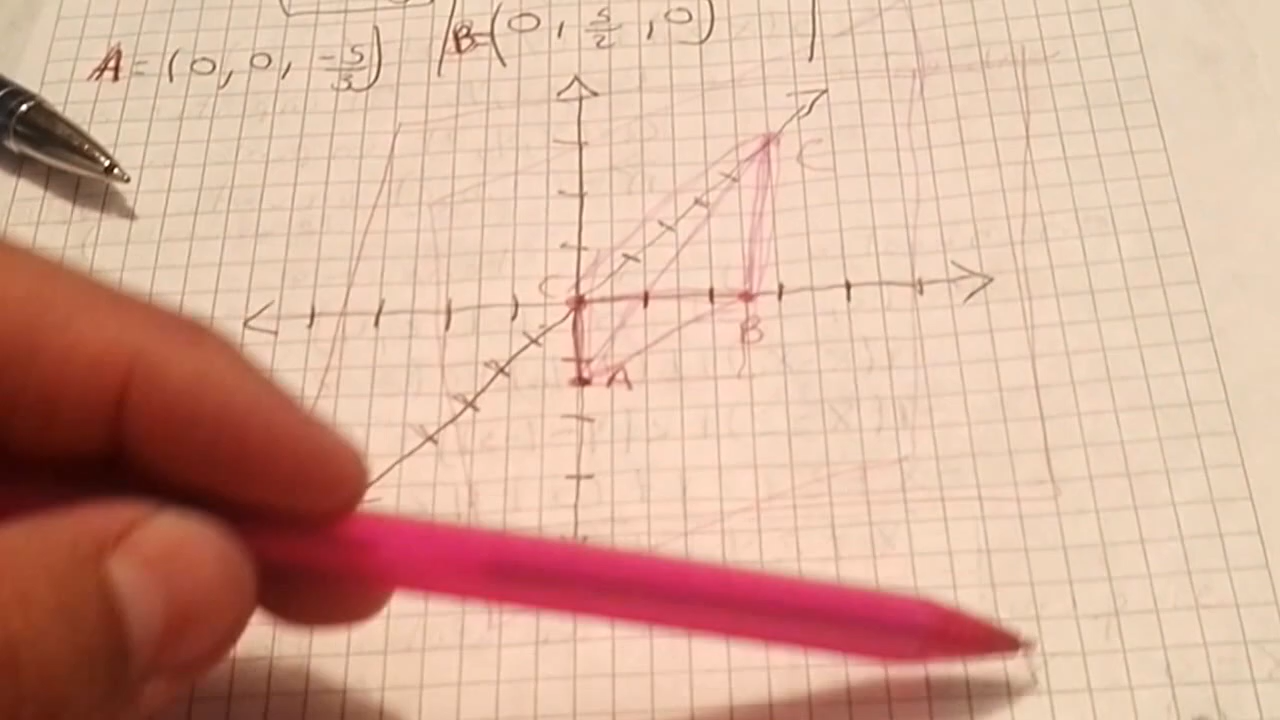 A = (0, 0, -5/3) | B=(0, 5/2, 0) |
C
C
B
A